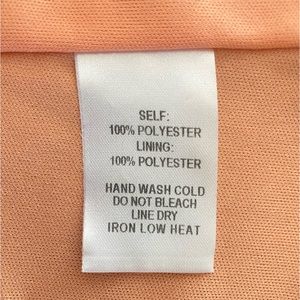 SELF:
100% POLYESTER
LINING:
100% POLYESTER
HAND WASH COLD
DO NOT BLEACH
LINE DRY
IRON LOW HEAT